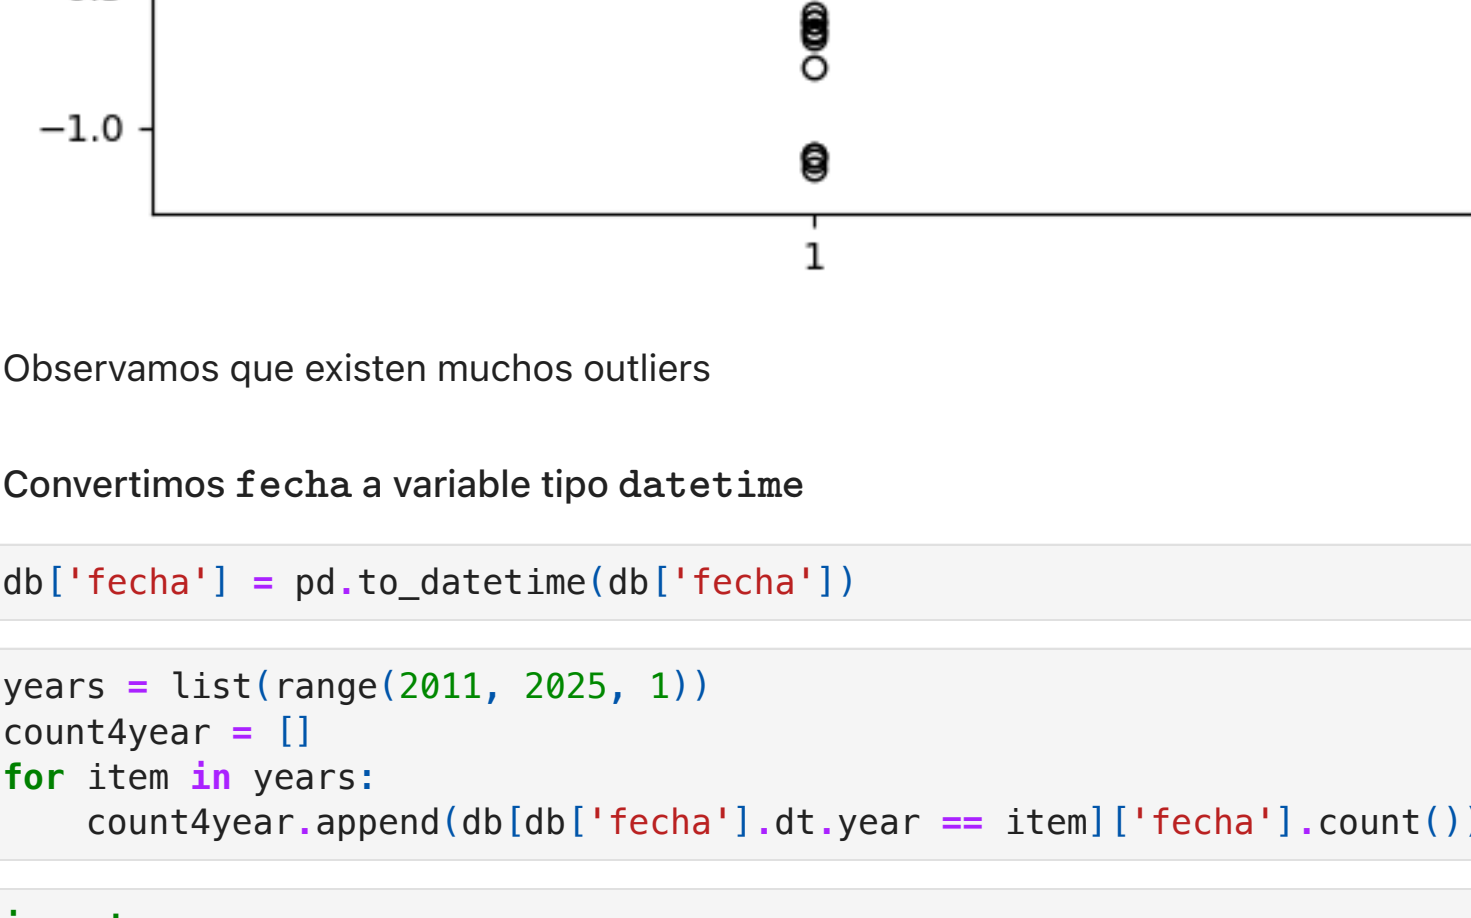 −1.0
1
Observamos que existen muchos outliers
Convertimos fecha a variable tipo datetime
db['fecha'] = pd.to_datetime(db['fecha'])
years = list(range(2011, 2025, 1))
count4year = []
for item in years:
    count4year.append(db[db['fecha'].dt.year == item]['fecha'].count())